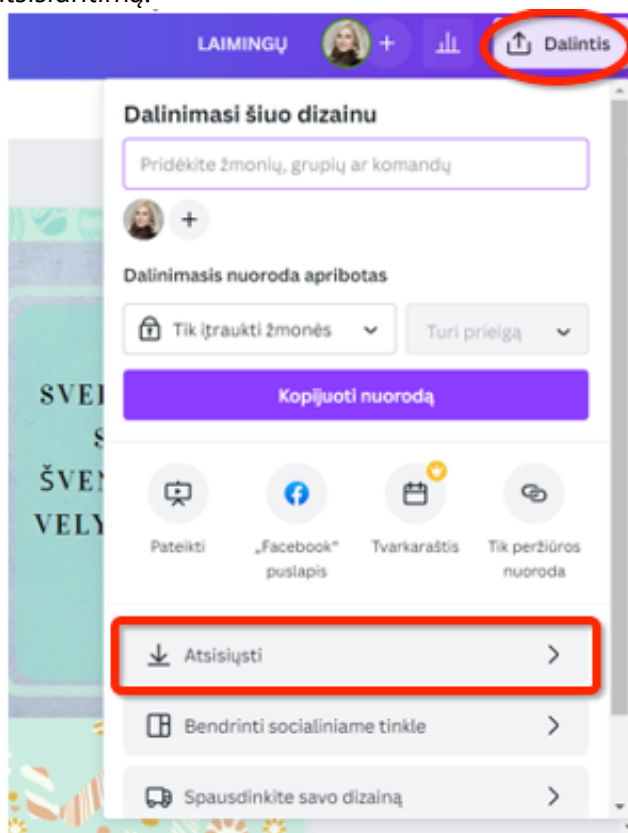 LAIMINGŲ + Dalintis
Dalinimasi šiuo dizainu
Pridėkite žmonių, grupių ar komandų
+
Dalinimasis nuoroda apribotas
Tik įtraukti žmonės Turi prieigą
Kopijuoti nuorodą
Pateikti
„Facebook“
puslapis
Tvarkaraštis
Tik peržiūros
nuoroda
Atsisiųsti
Bendrinti socialiniame tinkle
Spausdinkite savo dizainą